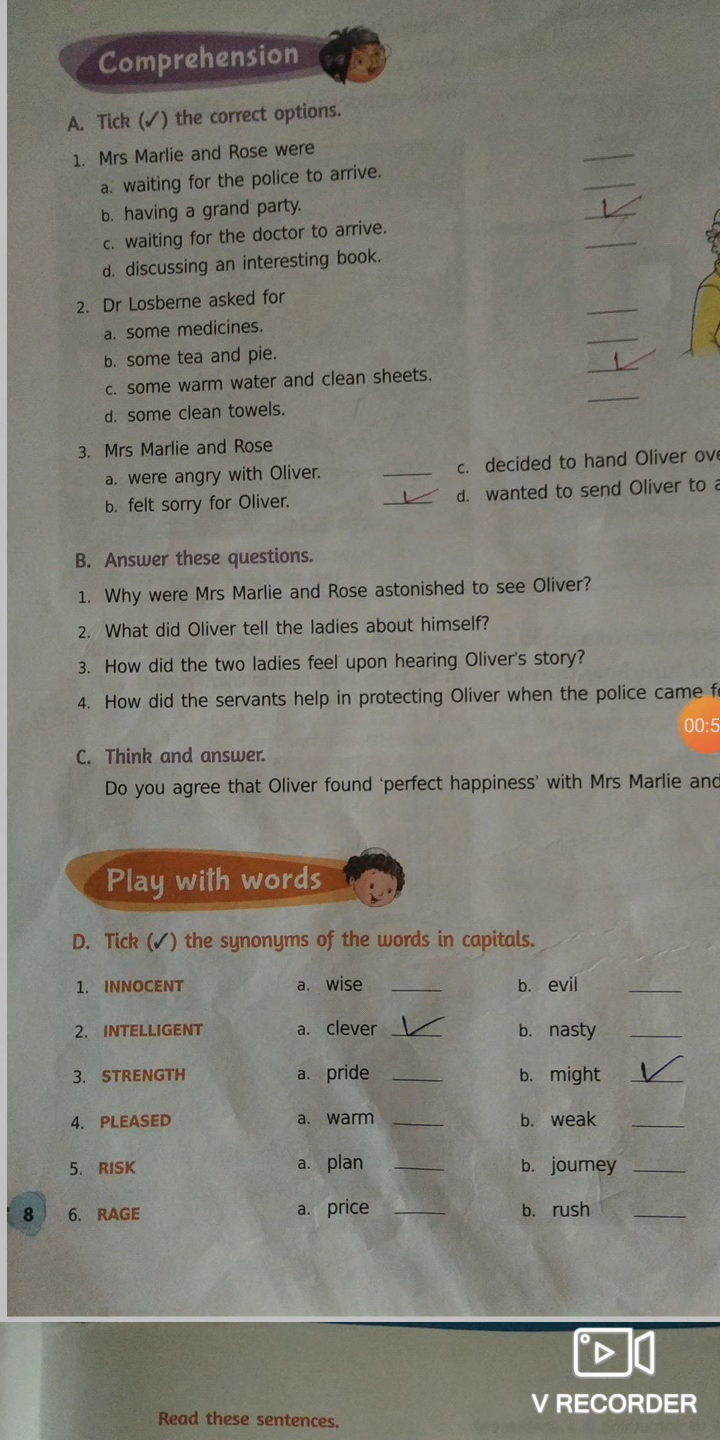 Comprehension
A. Tick (✓) the correct options.
1. Mrs Marlie and Rose were
a. waiting for the police to arrive.
b. having a grand party.
c. waiting for the doctor to arrive.
d. discussing an interesting book.
2. Dr Losberne asked for
a. some medicines.
b. some tea and pie.
c. some warm water and clean sheets.
d. some clean towels.
3. Mrs Marlie and Rose
a. were angry with Oliver. c. decided to hand Oliver ove
b. felt sorry for Oliver. ✓ d. wanted to send Oliver to a
B. Answer these questions.
1. Why were Mrs Marlie and Rose astonished to see Oliver?
2. What did Oliver tell the ladies about himself?
3. How did the two ladies feel upon hearing Oliver's story?
4. How did the servants help in protecting Oliver when the police came fo
00:5
C. Think and answer.
Do you agree that Oliver found 'perfect happiness' with Mrs Marlie and
Play with words
D. Tick (✓) the synonyms of the words in capitals.
1. INNOCENT a. wise b. evil
2. INTELLIGENT a. clever ✓ b. nasty
3. STRENGTH a. pride b. might ✓
4. PLEASED a. warm b. weak
5. RISK a. plan b. journey
8 6. RAGE a. price b. rush
V RECORDER
Read these sentences.